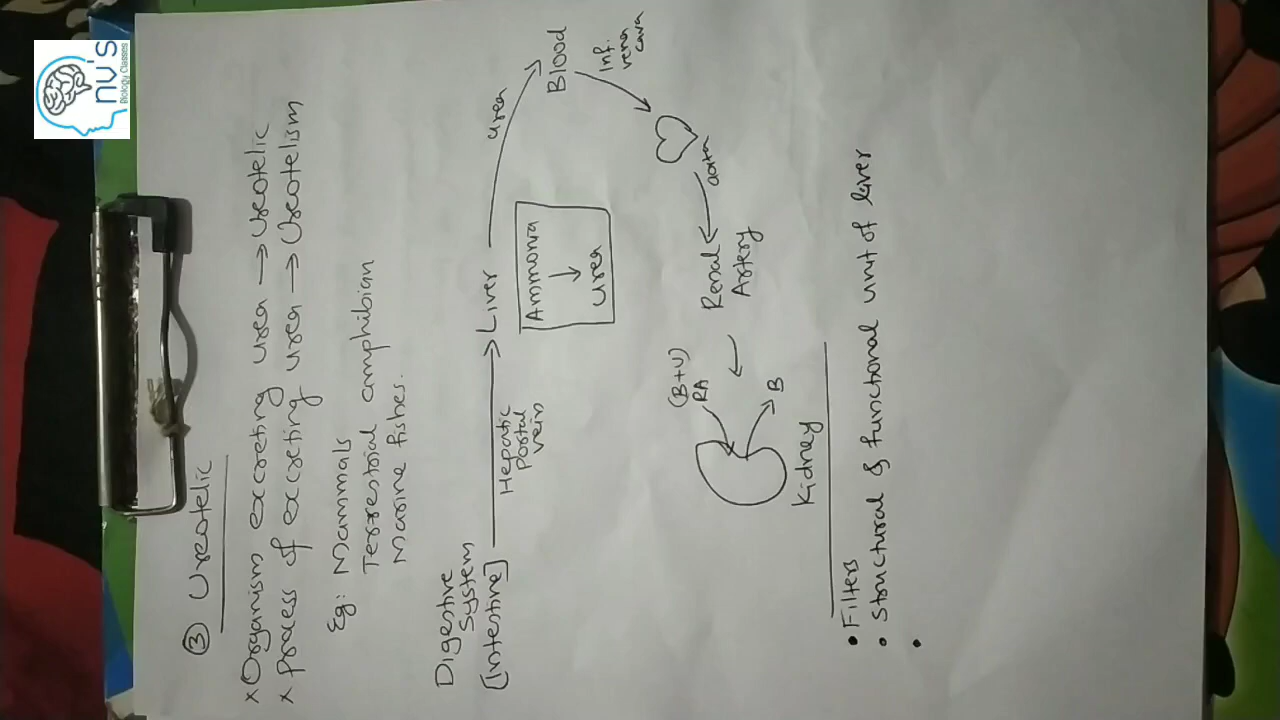 nv's
Biology Classes
③ Ureotelic
x Organism excreting urea → Ureotelic
x Process of excreting urea → Ureotelism
Eg: Mammals
Terrestrial amphibian
Marine fishes.
Digestive
System
[Intestine]
Hepatic
portal
vein
Liver
Ammonia
↓
urea
urea
Blood
Inf.
vena
cava
aorta
Renal
Artery
(B+U)
RA
B
Kidney
• Filters
• Structural & functional unit of liver
•